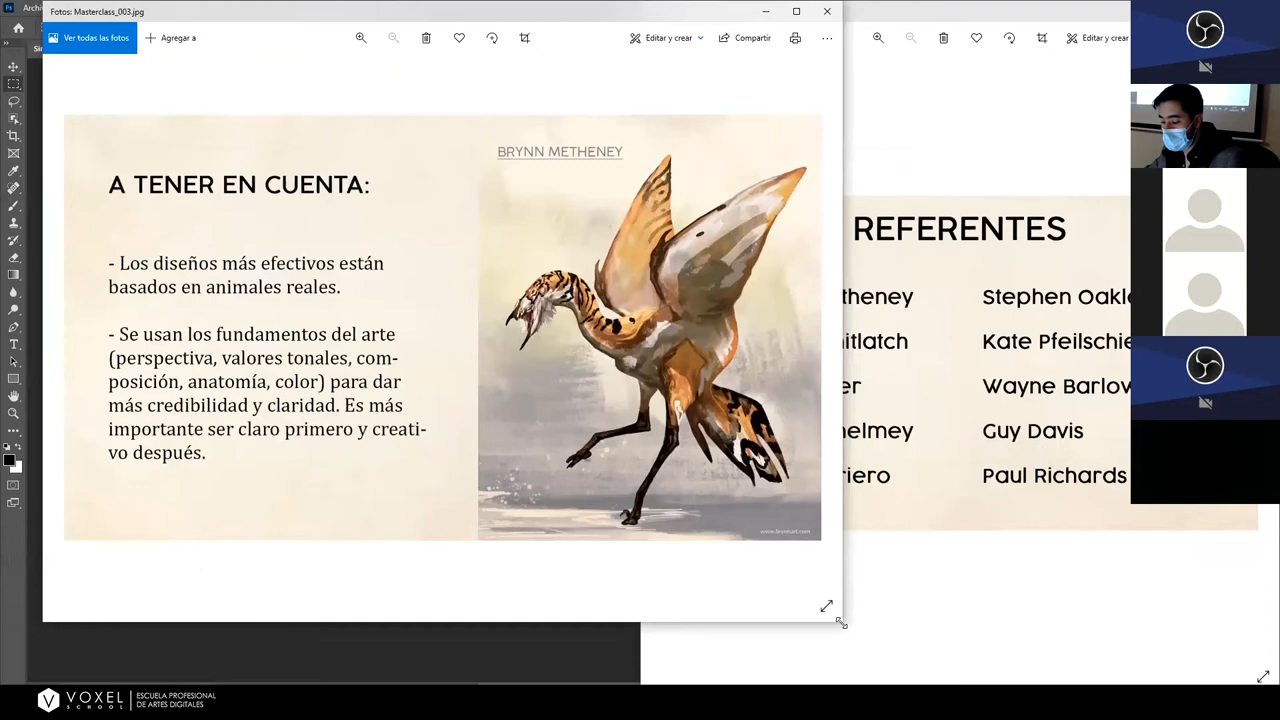 Archi
Fotos: Masterclass_003.jpg
Ver todas las fotos
Agregar a
Editar y crear
Compartir
Editar y crear
BRYNN METHENEY
A TENER EN CUENTA:
- Los diseños más efectivos están
basados en animales reales.
- Se usan los fundamentos del arte
(perspectiva, valores tonales, com-
posición, anatomía, color) para dar
más credibilidad y claridad. Es más
importante ser claro primero y creati-
vo después.
REFERENTES
theney
Stephen Oakle
itlatch
Kate Pfeilschie
er
Wayne Barlow
helmey
Guy Davis
riero
Paul Richards
VOXEL
SCHOOL
ESCUELA PROFESIONAL
DE ARTES DIGITALES